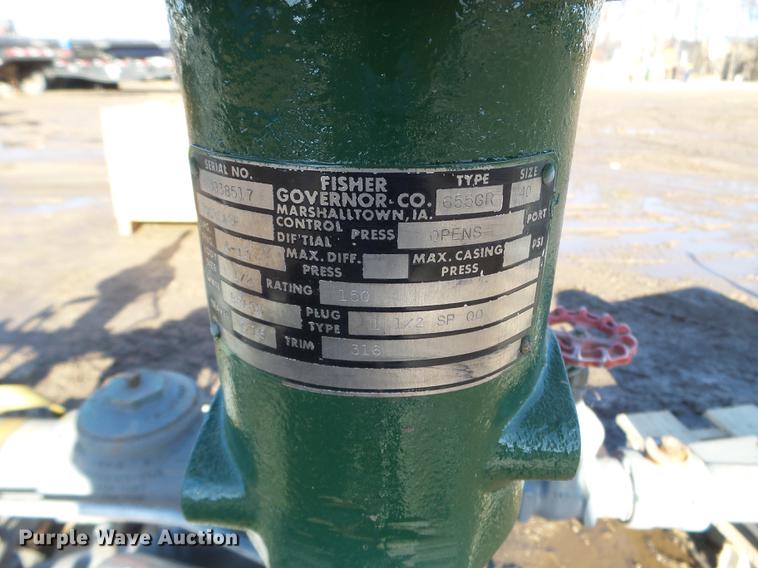 SERIAL NO.
FISHER
GOVERNOR-CO.
MARSHALLTOWN, IA.
TYPE
SIZE
655GR
40
CONTROL PRESS OPENS PORT
DIF'TIAL
MAX. DIFF. PRESS
MAX. CASING PRESS
PSI
RATING 150
PLUG TYPE 1 1/2 SP QO
TRIM 316
Purple Wave Auction